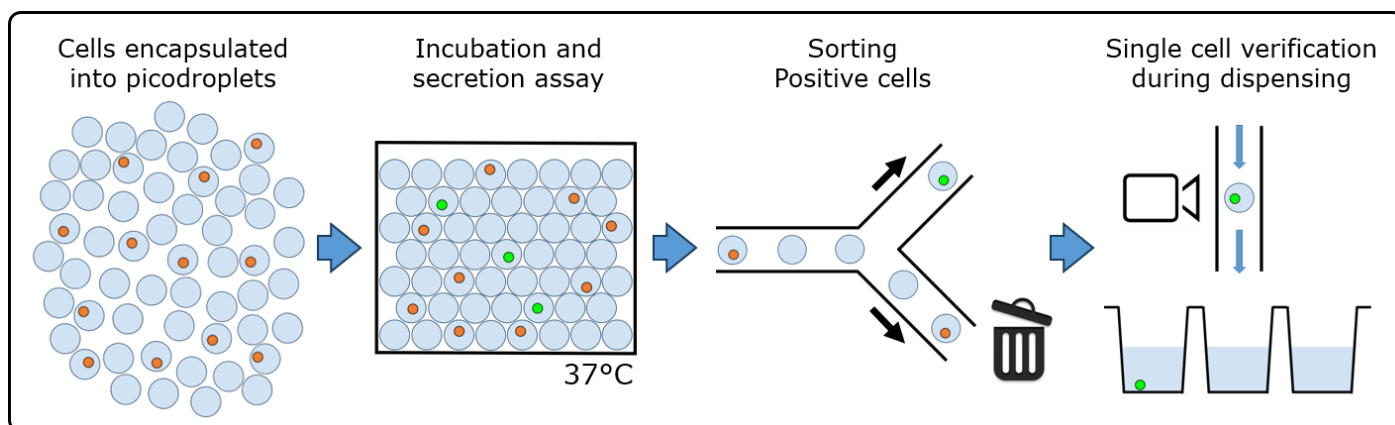 Cells encapsulated
into picodroplets
Incubation and
secretion assay
37°C
Sorting
Positive cells
Single cell verification
during dispensing